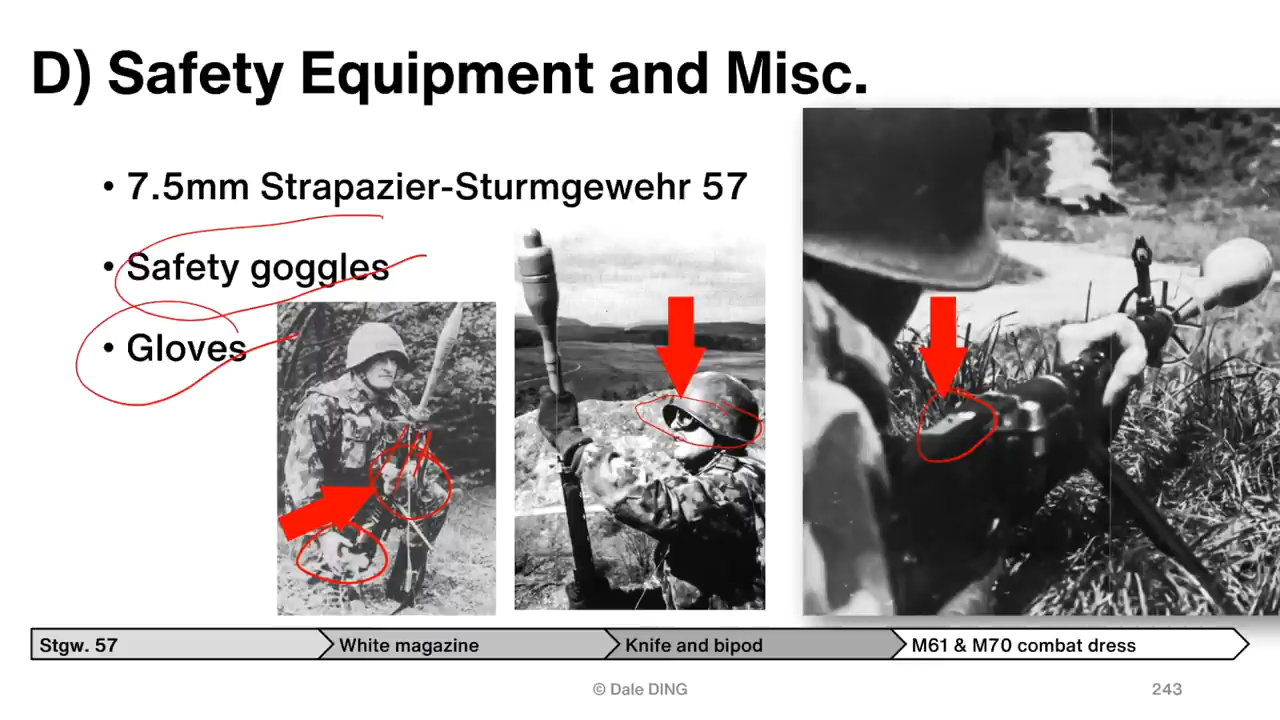 D) Safety Equipment and Misc.
• 7.5mm Strapazier-Sturmgewehr 57
• Safety goggles
• Gloves
Stgw. 57
White magazine
Knife and bipod
M61 & M70 combat dress
© Dale DING
243